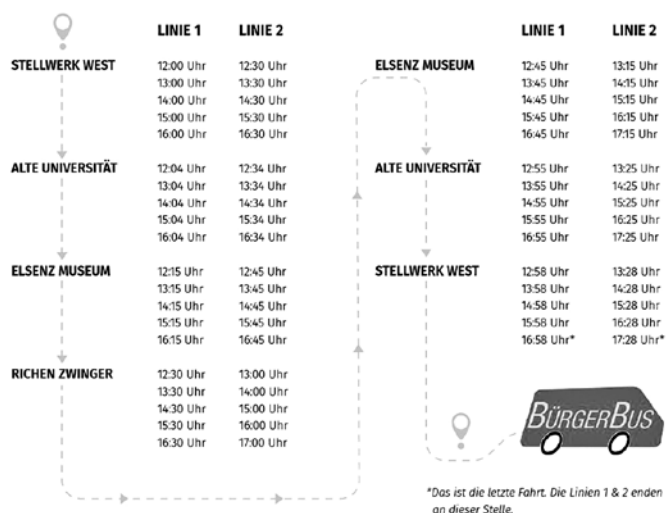 LINIE 1 LINIE 2
STELLWERK WEST 12:00 Uhr 12:30 Uhr
13:00 Uhr 13:30 Uhr
14:00 Uhr 14:30 Uhr
15:00 Uhr 15:30 Uhr
16:00 Uhr 16:30 Uhr
ALTE UNIVERSITÄT 12:04 Uhr 12:34 Uhr
13:04 Uhr 13:34 Uhr
14:04 Uhr 14:34 Uhr
15:04 Uhr 15:34 Uhr
16:04 Uhr 16:34 Uhr
ELSENZ MUSEUM 12:15 Uhr 12:45 Uhr
13:15 Uhr 13:45 Uhr
14:15 Uhr 14:45 Uhr
15:15 Uhr 15:45 Uhr
16:15 Uhr 16:45 Uhr
RICHEN ZWINGER 12:30 Uhr 13:00 Uhr
13:30 Uhr 14:00 Uhr
14:30 Uhr 15:00 Uhr
15:30 Uhr 16:00 Uhr
16:30 Uhr 17:00 Uhr
LINIE 1 LINIE 2
ELSENZ MUSEUM 12:45 Uhr 13:15 Uhr
13:45 Uhr 14:15 Uhr
14:45 Uhr 15:15 Uhr
15:45 Uhr 16:15 Uhr
16:45 Uhr 17:15 Uhr
ALTE UNIVERSITÄT 12:55 Uhr 13:25 Uhr
13:55 Uhr 14:25 Uhr
14:55 Uhr 15:25 Uhr
15:55 Uhr 16:25 Uhr
16:55 Uhr 17:25 Uhr
STELLWERK WEST 12:58 Uhr 13:28 Uhr
13:58 Uhr 14:28 Uhr
14:58 Uhr 15:28 Uhr
15:58 Uhr 16:28 Uhr
16:58 Uhr* 17:28 Uhr*
BÜRGERBUS
*Das ist die letzte Fahrt. Die Linien 1 & 2 enden
an dieser Stelle.